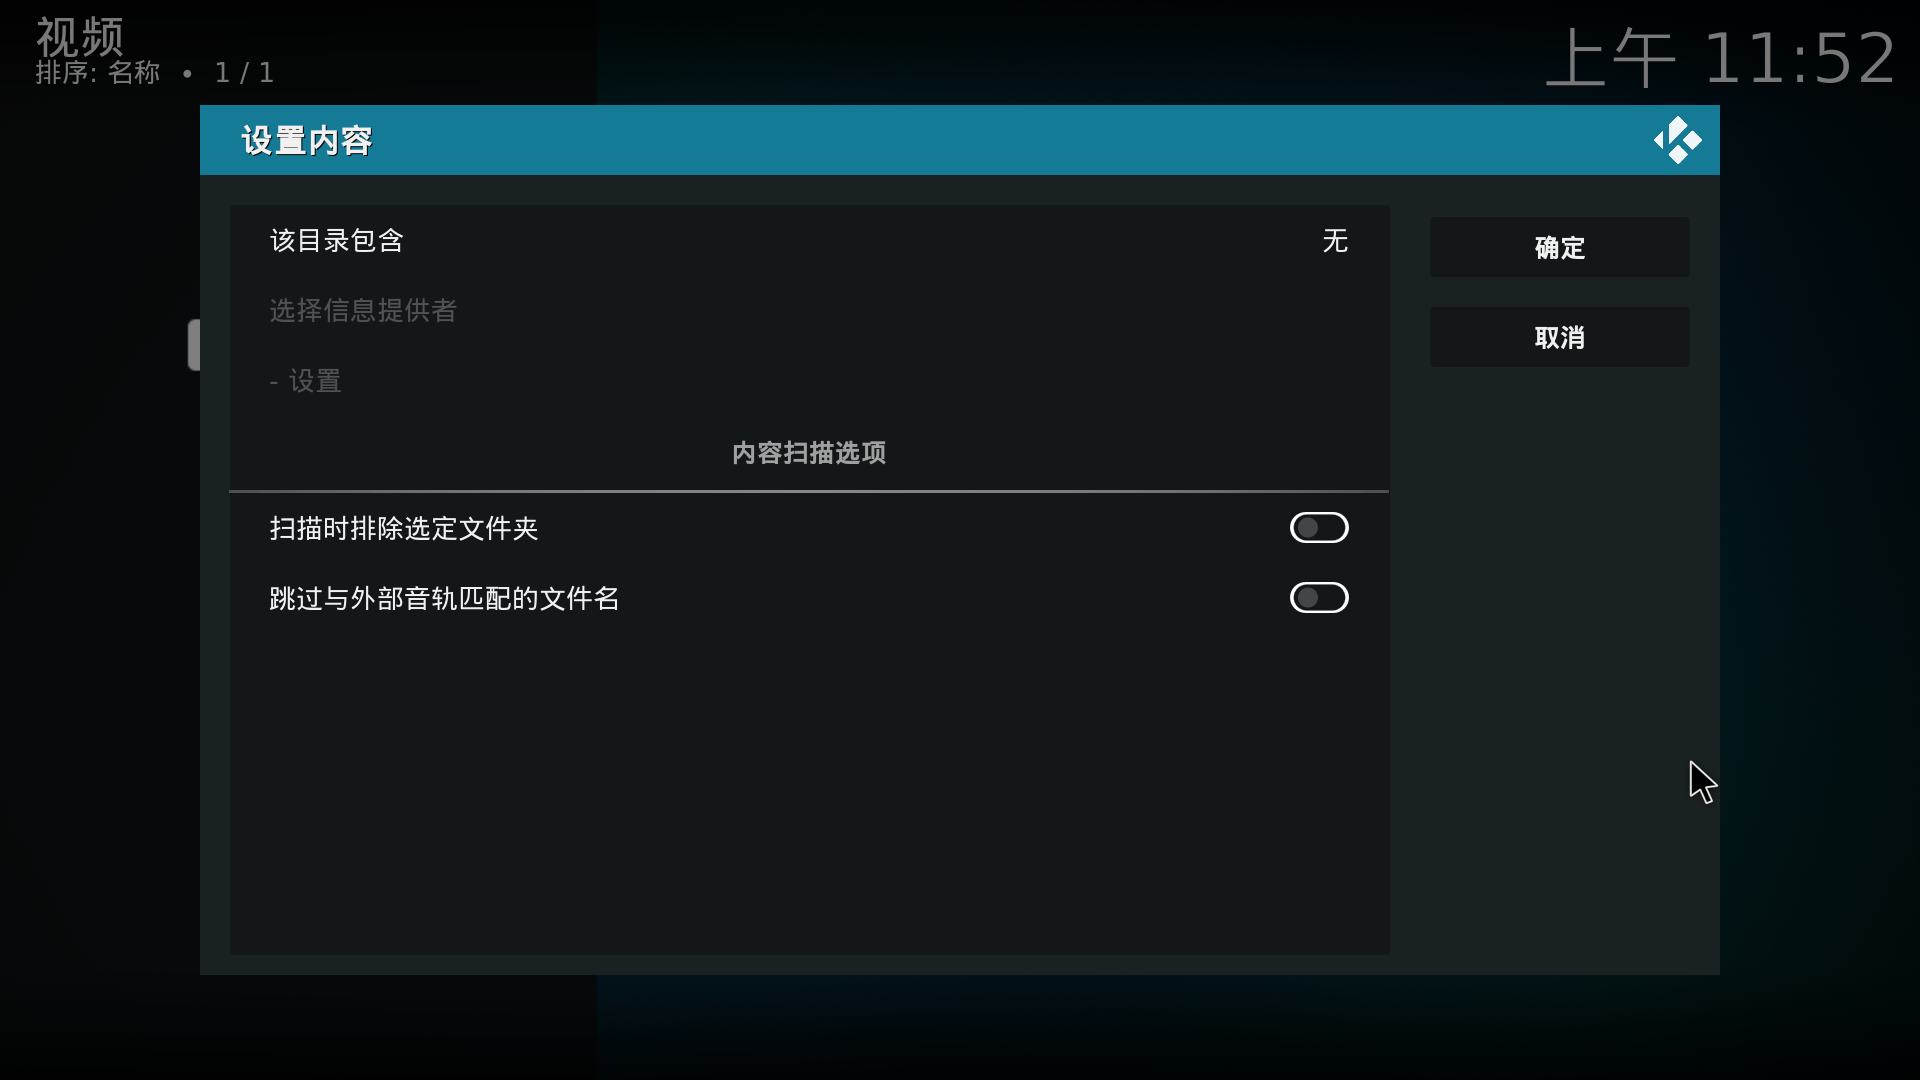 视频
排序: 名称 • 1 / 1
上午 11:52
设置内容
该目录包含 无
选择信息提供者
- 设置
内容扫描选项
扫描时排除选定文件夹
跳过与外部音轨匹配的文件名
确定
取消